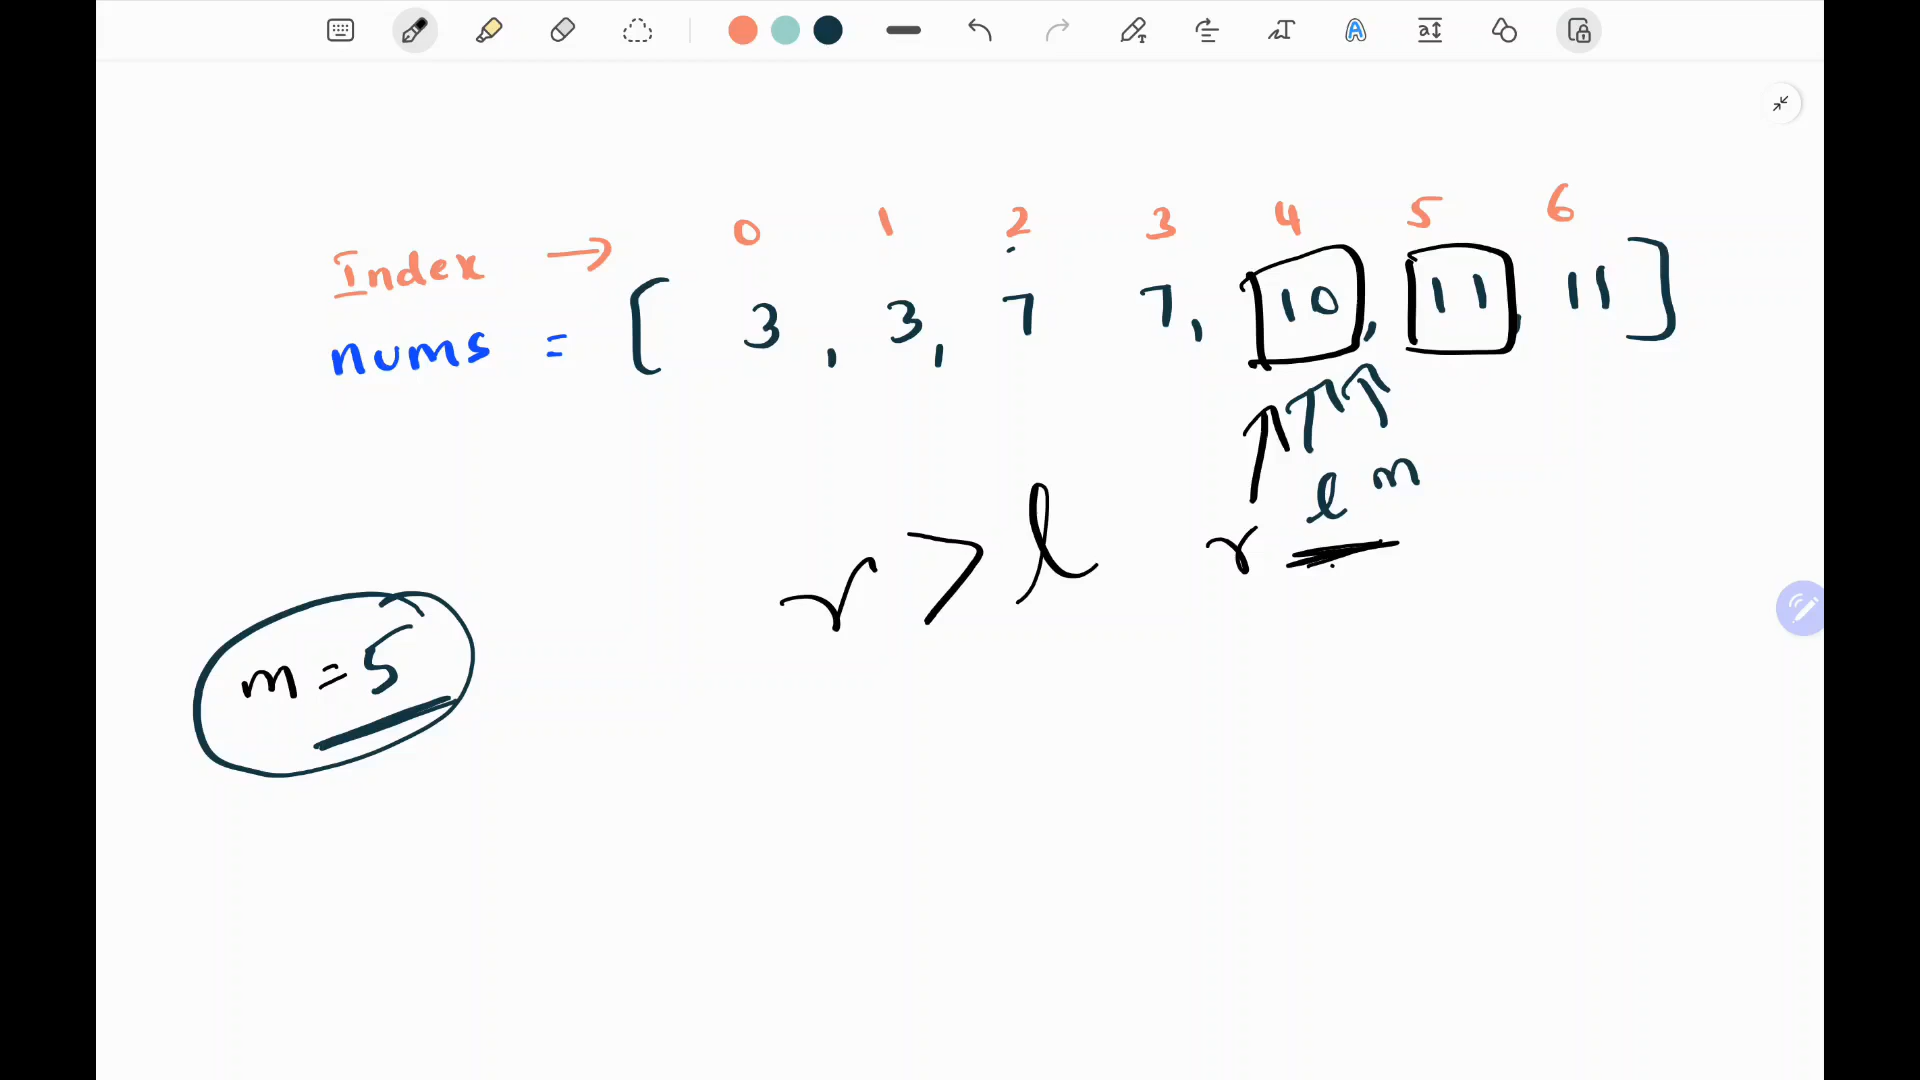 0 1 2 3 4 5 6
Index →
nums = [ 3 , 3, 7 7, 10, 11, 11 ]
l m
r
r > l
m = 5